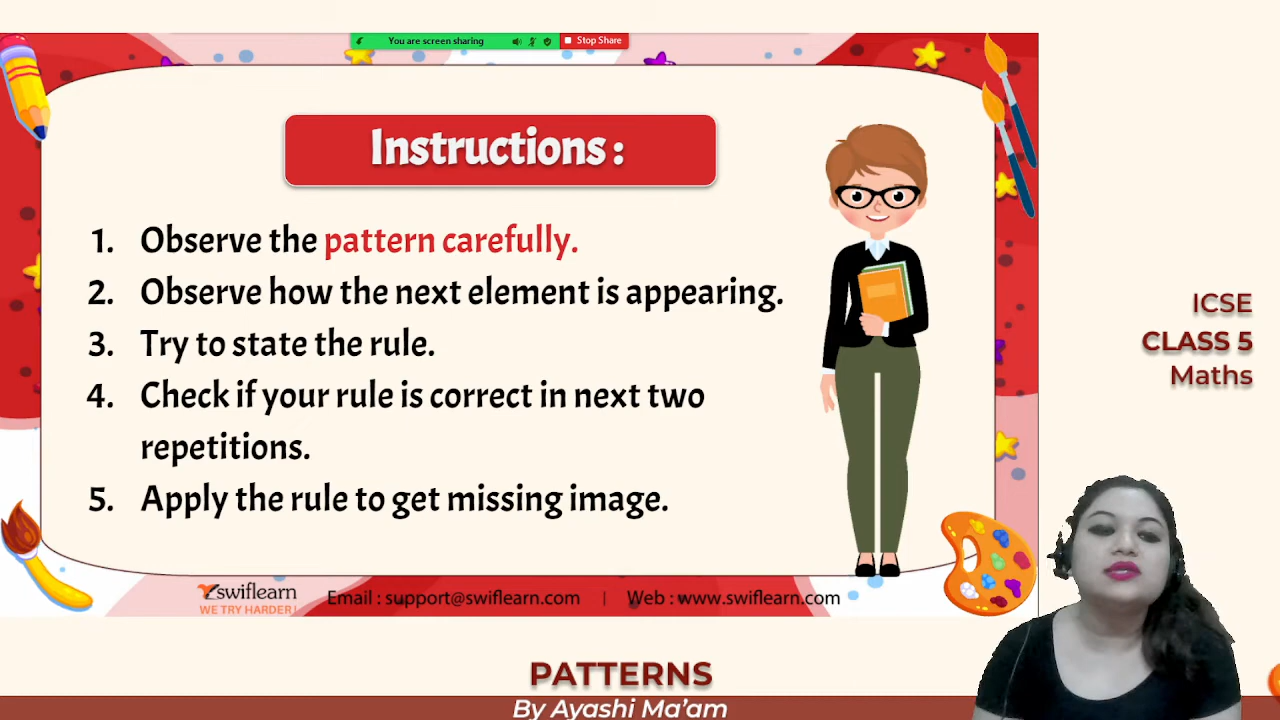 You are screen sharing
Stop Share
Instructions :
1. Observe the pattern carefully.
2. Observe how the next element is appearing.
3. Try to state the rule.
4. Check if your rule is correct in next two
repetitions.
5. Apply the rule to get missing image.
swiflearn
WE TRY HARDER!
Email : support@swiflearn.com | Web : www.swiflearn.com
ICSE
CLASS 5
Maths
PATTERNS
By Ayashi Ma'am